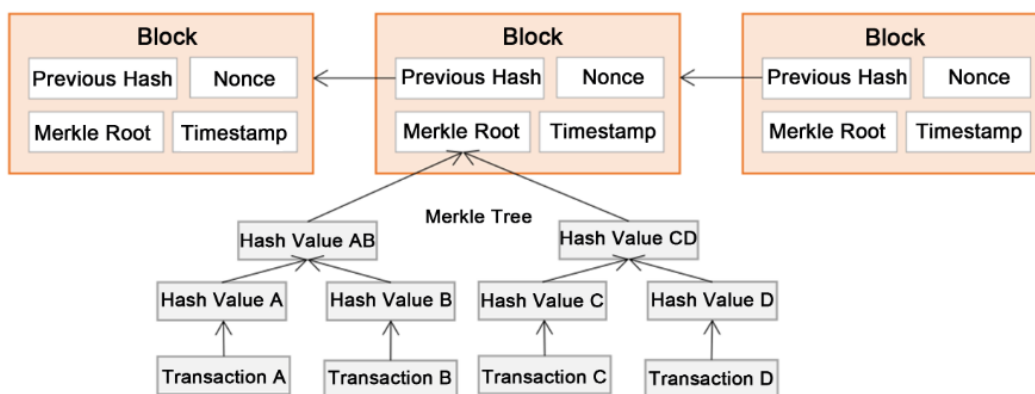 Block
Block
Block
Previous Hash
Nonce
Previous Hash
Nonce
Previous Hash
Nonce
Merkle Root
Timestamp
Merkle Root
Timestamp
Merkle Root
Timestamp
Merkle Tree
Hash Value AB
Hash Value CD
Hash Value A
Hash Value B
Hash Value C
Hash Value D
Transaction A
Transaction B
Transaction C
Transaction D